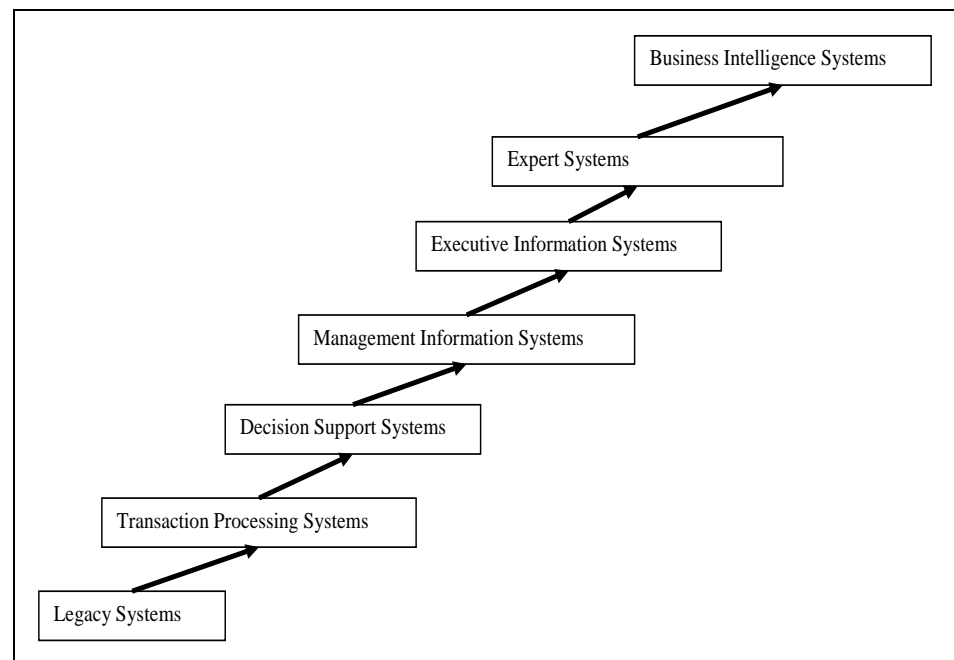 Business Intelligence Systems
Expert Systems
Executive Information Systems
Management Information Systems
Decision Support Systems
Transaction Processing Systems
Legacy Systems